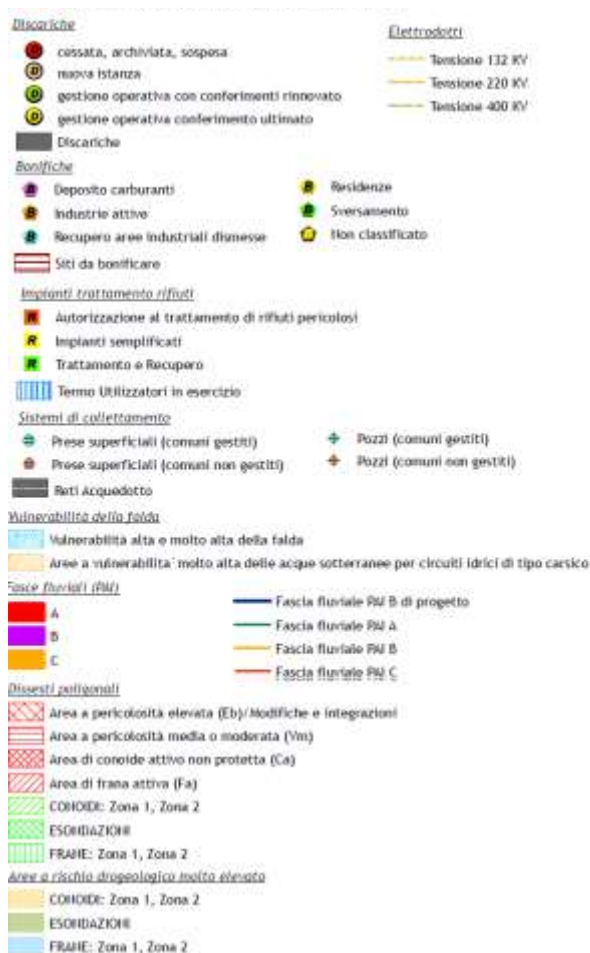 Discariche
Elettrodotti
D cessata, archiviata, sospesa
D nuova istanza
D gestione operativa con conferimenti rinnovato
D gestione operativa conferimento ultimato
Discariche
Tensione 132 KV
Tensione 220 KV
Tensione 400 KV
Bonifiche
B Deposito carburanti
B Industrie attive
B Recupero aree industriali dismesse
B Residenze
B Sversamento
Non classificato
Siti da bonificare
Impianti trattamento rifiuti
R Autorizzazione al trattamento di rifiuti pericolosi
R Impianti semplificati
R Trattamento e Recupero
Termo Utilizzatori in esercizio
Sistemi di collettamento
Prese superficiali (comuni gestiti)
Prese superficiali (comuni non gestiti)
Pozzi (comuni gestiti)
Pozzi (comuni non gestiti)
Reti Acquedotto
Vulnerabilità della falda
Vulnerabilità alta e molto alta della falda
Aree a vulnerabilita` molto alta delle acque sotterranee per circuiti idrici di tipo carsico
Fasce fluviali (PAI)
A
B
C
Fascia fluviale PAI B di progetto
Fascia fluviale PAI A
Fascia fluviale PAI B
Fascia fluviale PAI C
Dissesti poligonali
Area a pericolosità elevata (Eb)/Modifiche e integrazioni
Area a pericolosità media o moderata (Vm)
Area di conoide attivo non protetta (Ca)
Area di frana attiva (Fa)
CONOIDI: Zona 1, Zona 2
ESONDAZIONI
FRANE: Zona 1, Zona 2
Aree a rischio drogeologico molto elevato
CONOIDI: Zona 1, Zona 2
ESONDAZIONI
FRANE: Zona 1, Zona 2